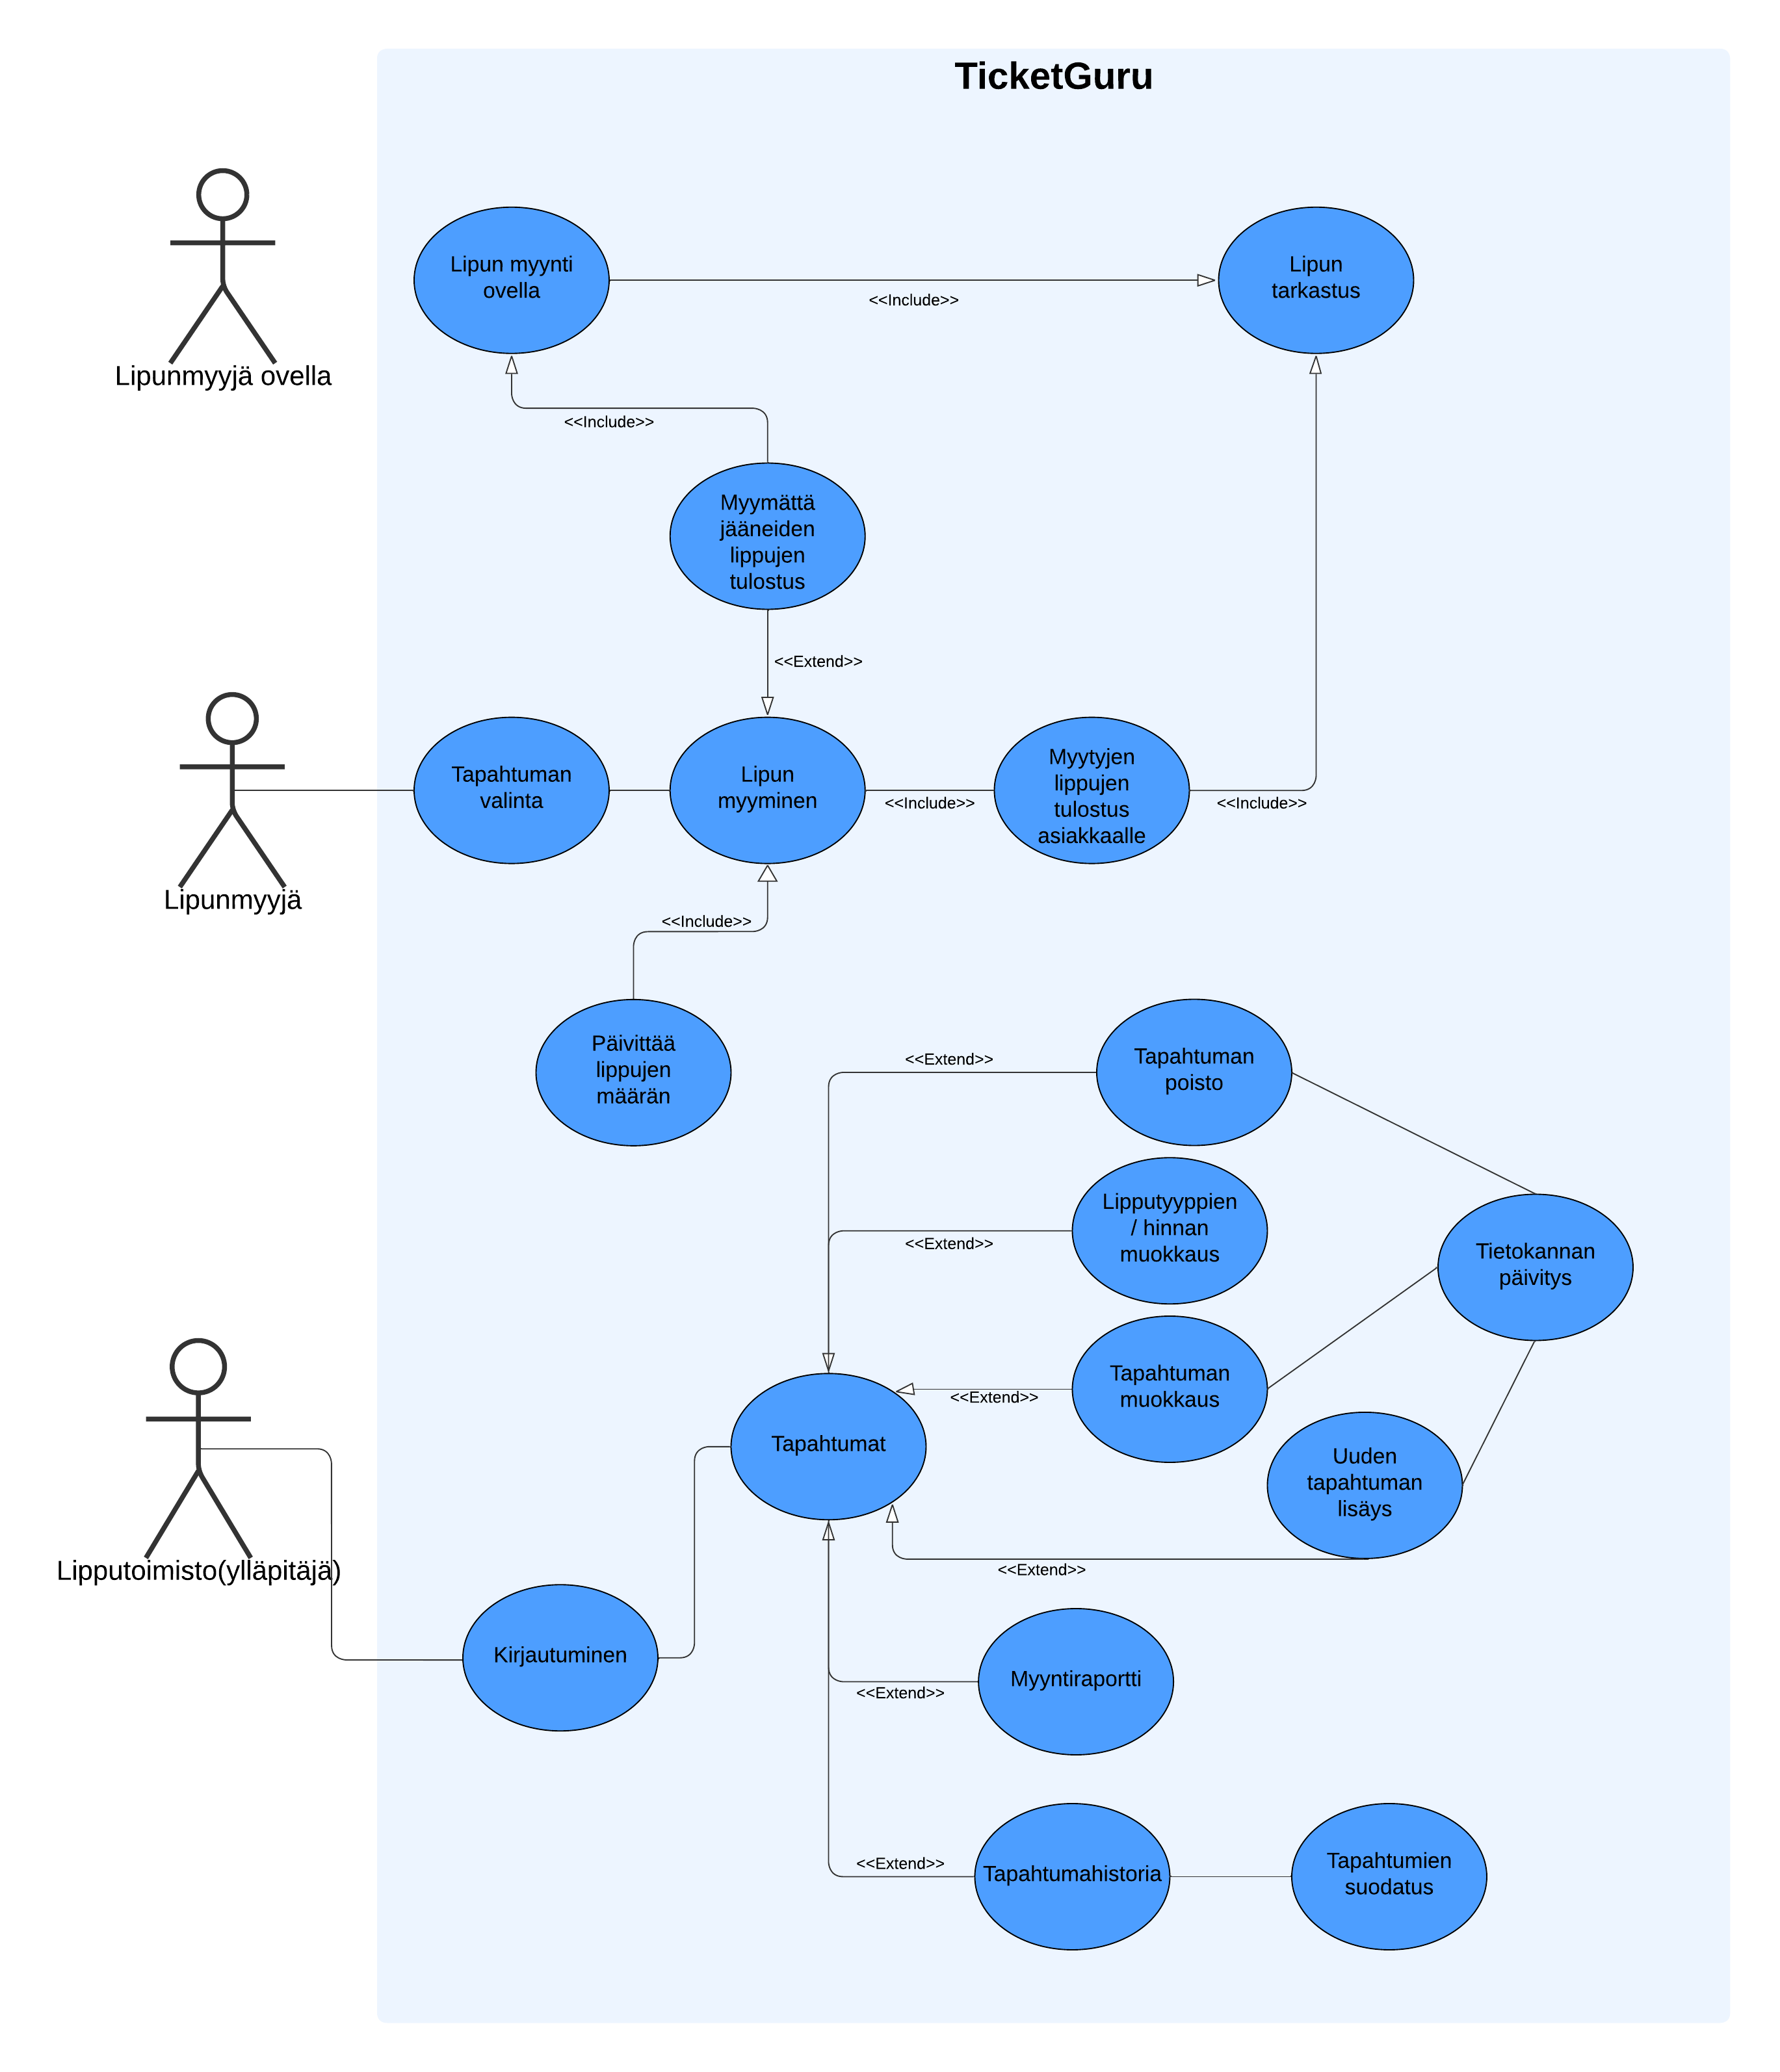 TicketGuru
Lipunmyyjä ovella
Lipun myynti
ovella
<<Include>>
Lipun
tarkastus
<<Include>>
Myymättä
jääneiden
lippujen
tulostus
<<Extend>>
Lipunmyyjä
Tapahtuman
valinta
Lipun
myyminen
<<Include>>
Myytyjen
lippujen
tulostus
asiakkaalle
<<Include>>
<<Include>>
Päivittää
lippujen
määrän
<<Extend>>
Tapahtuman
poisto
Lipputyyppien
/ hinnan
muokkaus
<<Extend>>
Tietokannan
päivitys
Tapahtuman
muokkaus
<<Extend>>
Tapahtumat
Uuden
tapahtuman
lisäys
<<Extend>>
Lipputoimisto(ylläpitäjä)
Kirjautuminen
Myyntiraportti
<<Extend>>
<<Extend>>
Tapahtumahistoria
Tapahtumien
suodatus